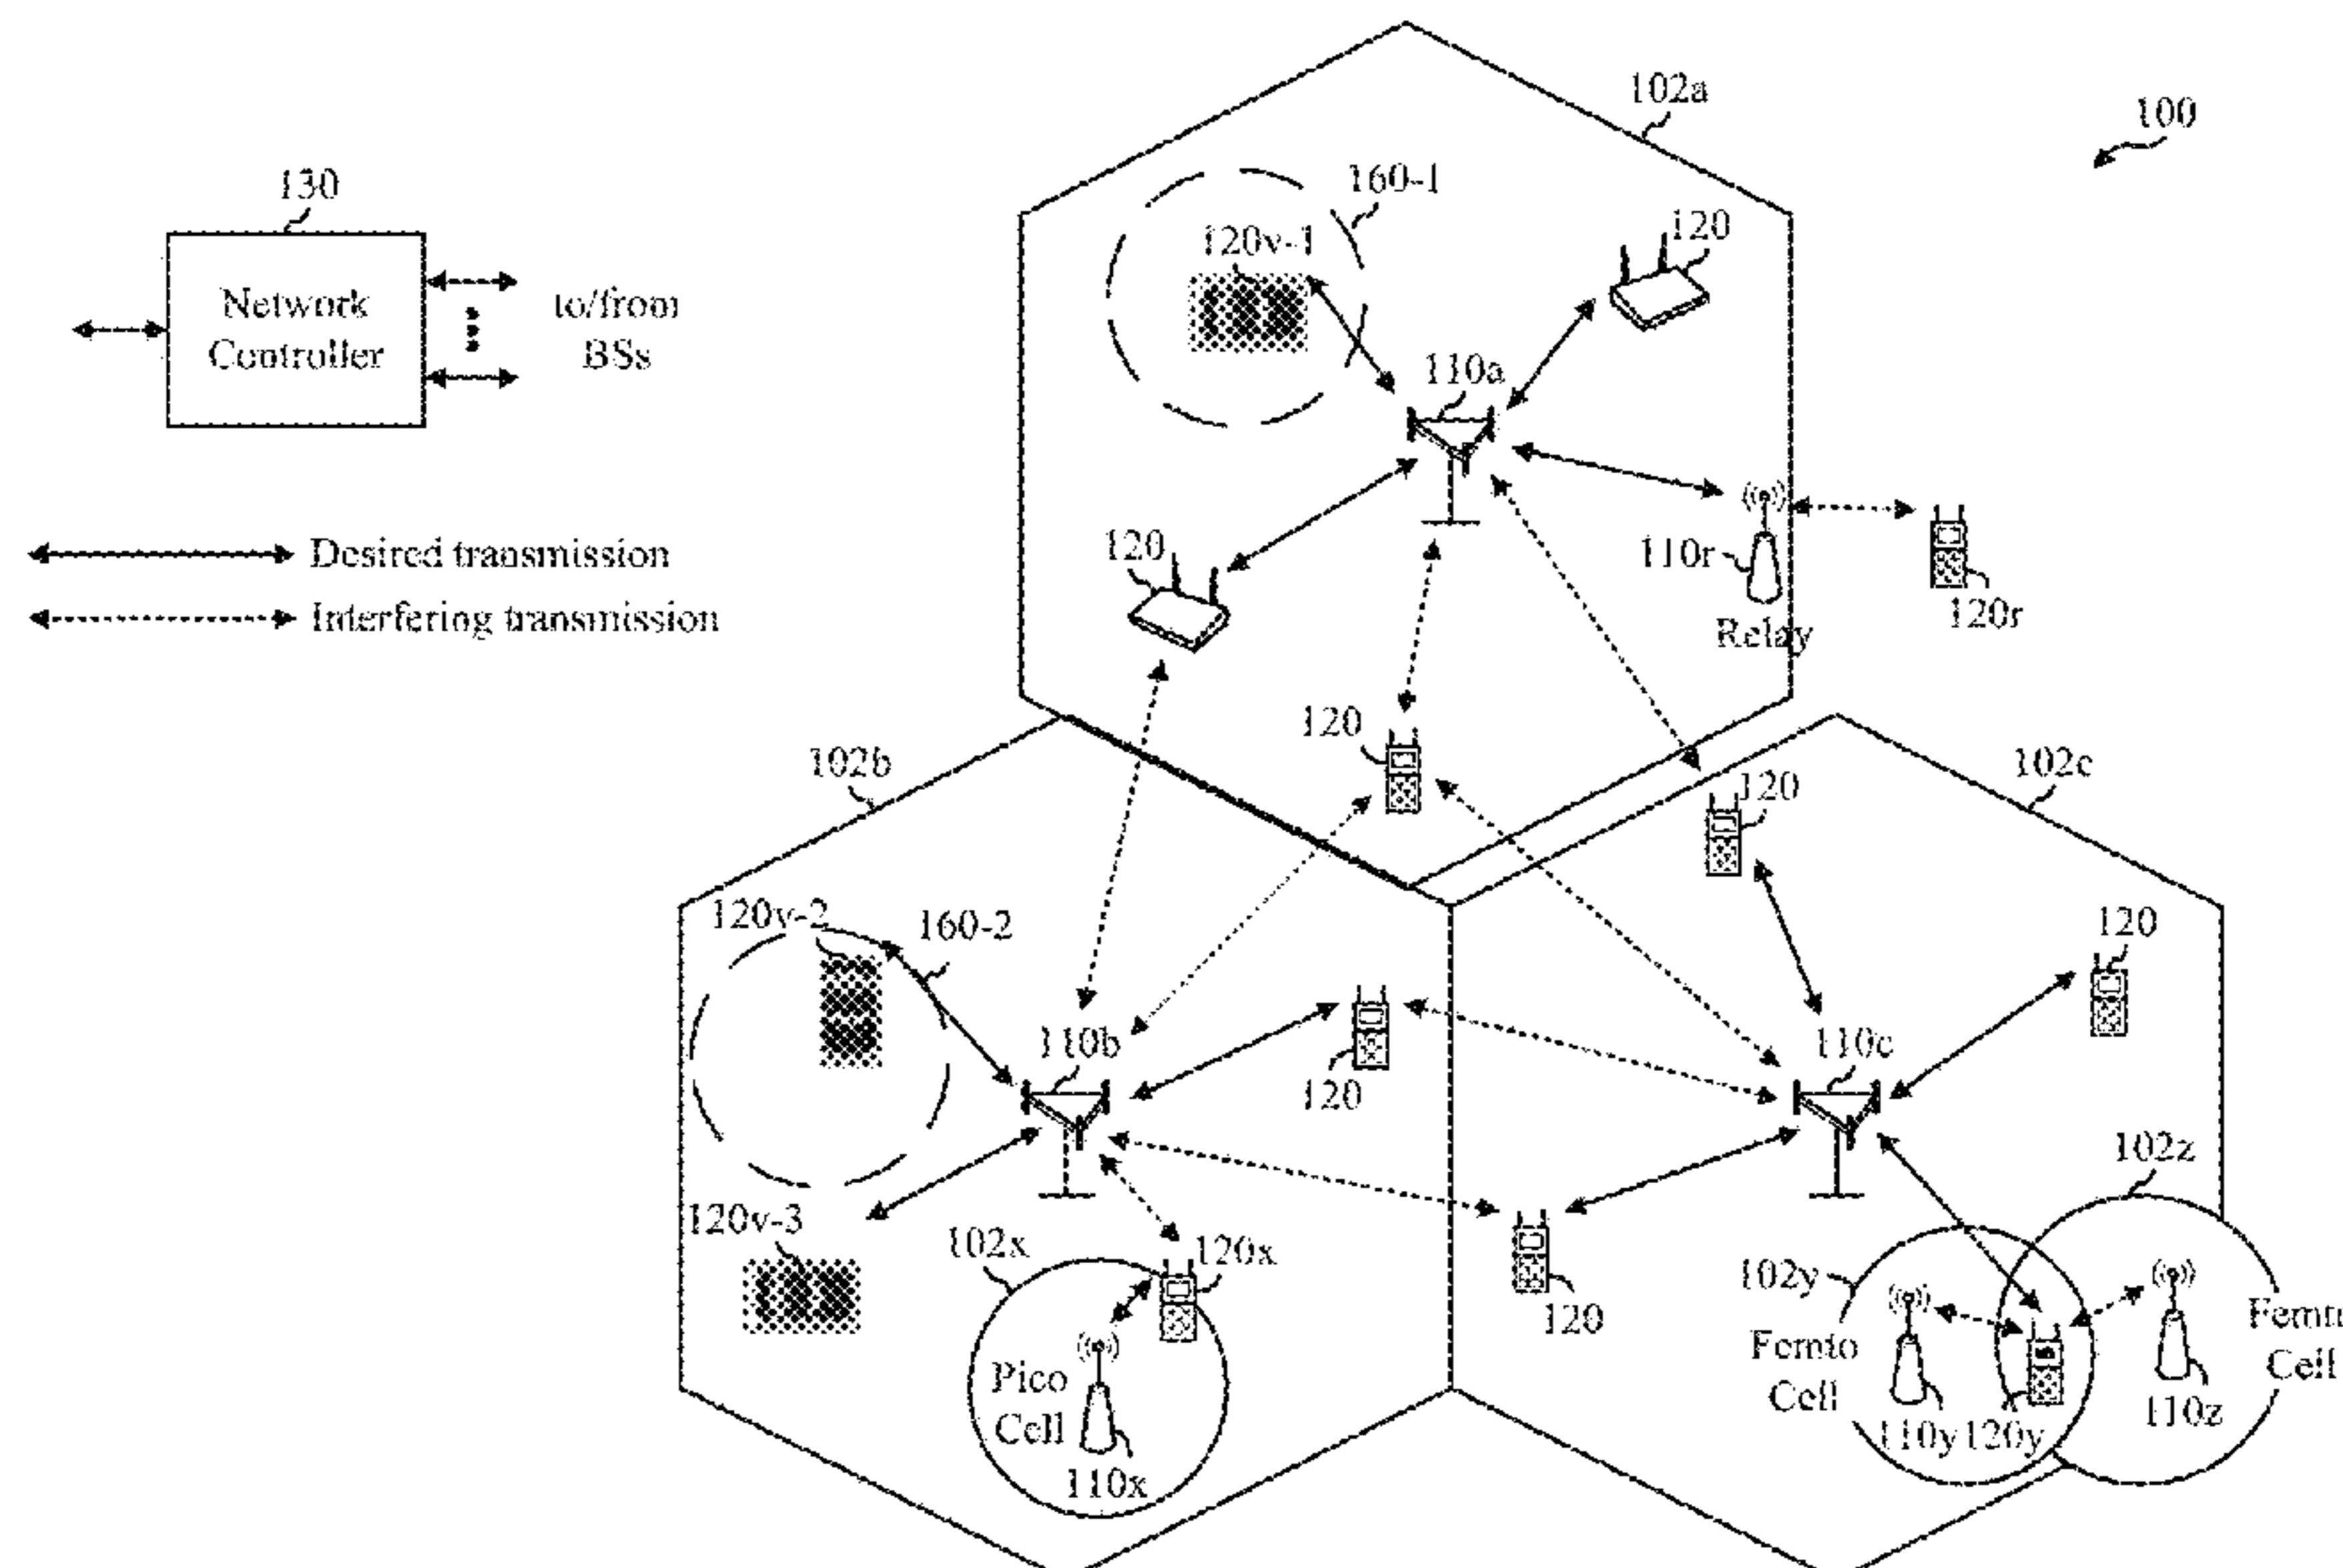 102a
100
130
160-1
120v-1
120
Network
Controller
to/from
BSs
110a
Desired transmission
Interfering transmission
120
110r
120r
Relay
120
102b
102c
120
120v-2
160-2
120
110b
110c
120
102z
120v-3
102x
120x
102y
120
Femto
Cell
Femt
Cell
Pico
Cell
110y
120y
110z
110x